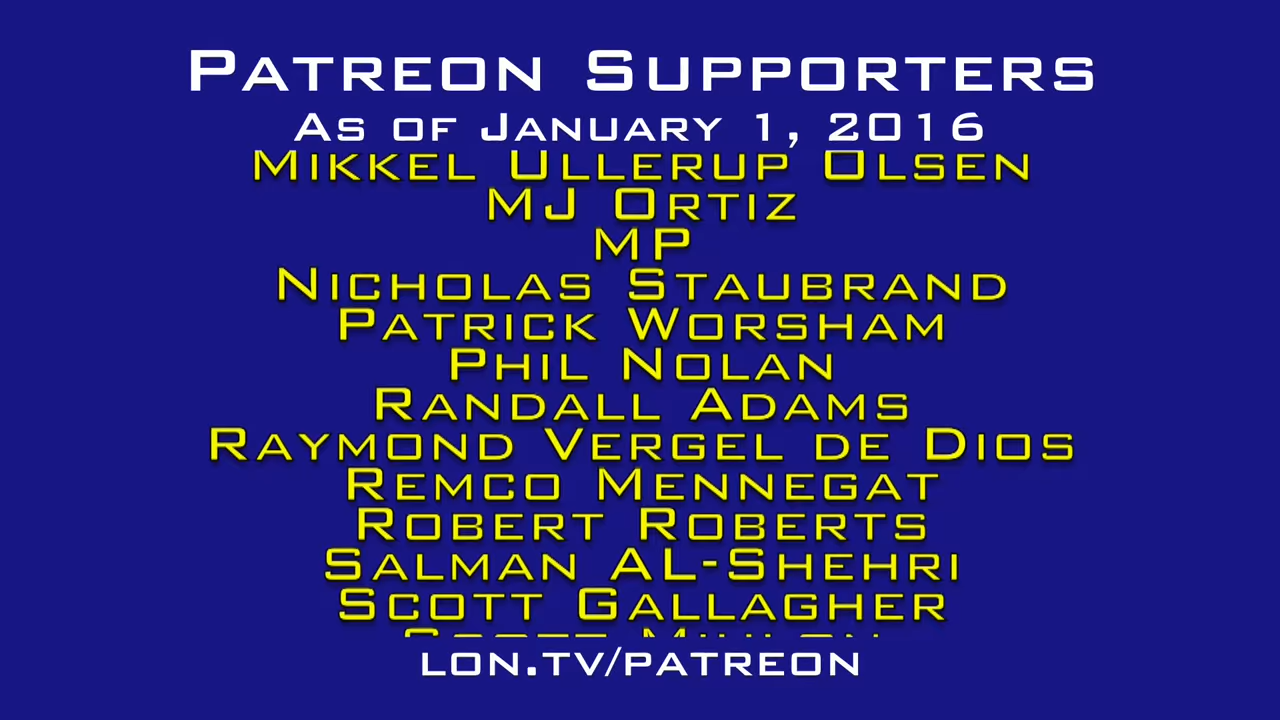 Patreon Supporters
As of January 1, 2016
Mikkel Ullerup Olsen
MJ Ortiz
MP
Nicholas Staubrand
Patrick Worsham
Phil Nolan
Randall Adams
Raymond Vergel de Dios
Remco Mennegat
Robert Roberts
Salman AL-Shehri
Scott Gallagher
Scott
lon.tv/patreon